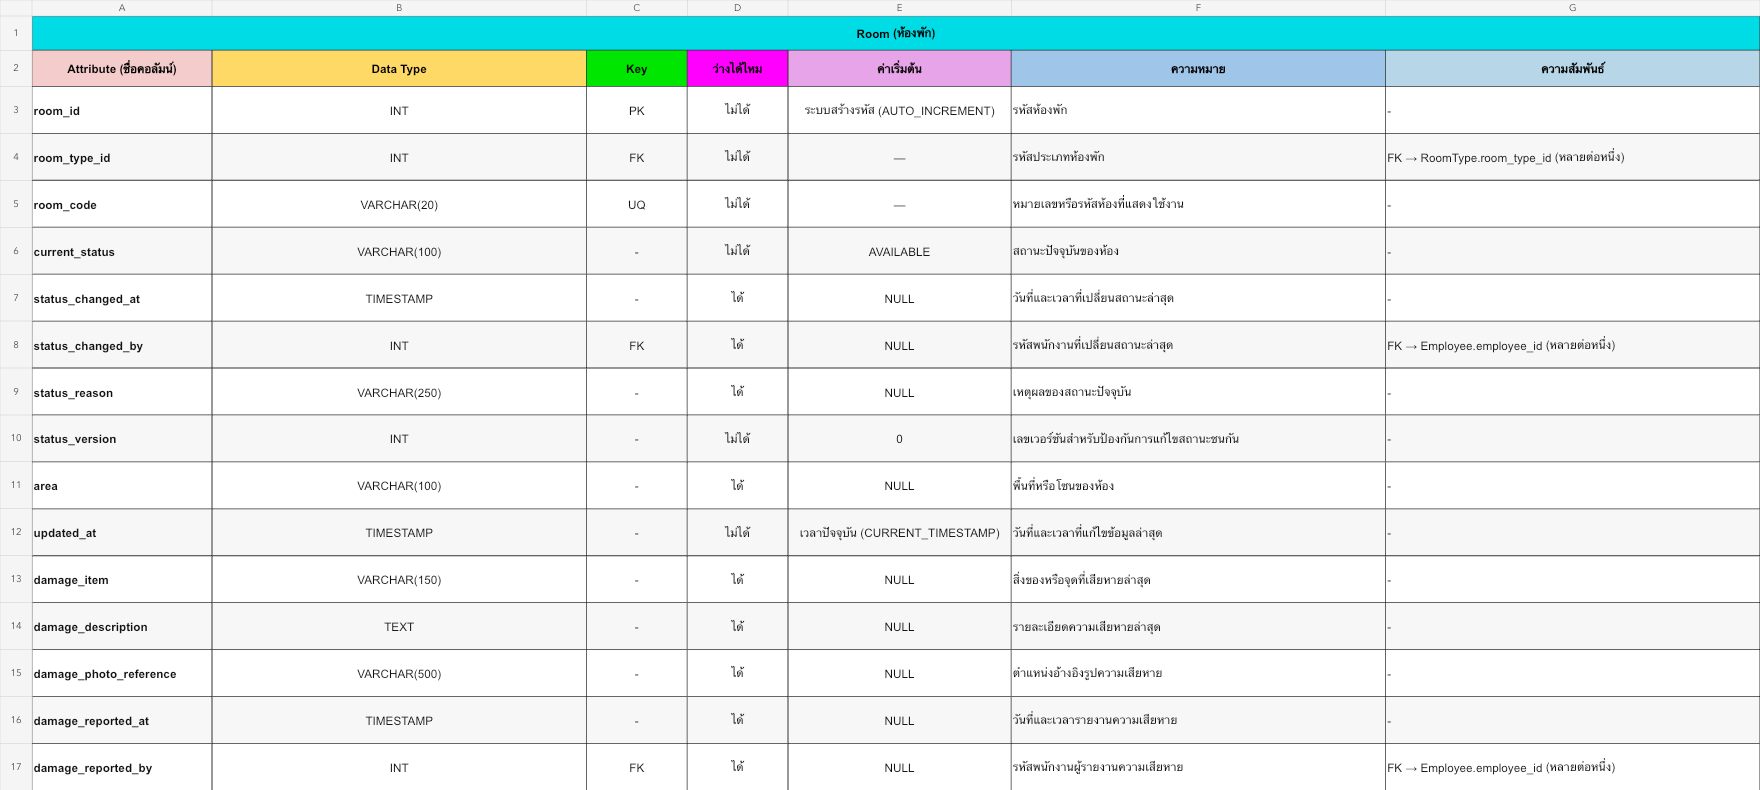 A B C D E F G
1 Room (ห้องพัก)
2 Attribute (ชื่อคอลัมน์) Data Type Key ว่างได้ไหม ค่าเริ่มต้น ความหมาย ความสัมพันธ์
3 room_id INT PK ไม่ได้ ระบบสร้างรหัส (AUTO_INCREMENT) รหัสห้องพัก -
4 room_type_id INT FK ไม่ได้ — รหัสประเภทห้องพัก FK → RoomType.room_type_id (หลายต่อหนึ่ง)
5 room_code VARCHAR(20) UQ ไม่ได้ — หมายเลขหรือรหัสห้องที่แสดงใช้งาน -
6 current_status VARCHAR(100) - ไม่ได้ AVAILABLE สถานะปัจจุบันของห้อง -
7 status_changed_at TIMESTAMP - ได้ NULL วันที่และเวลาที่เปลี่ยนสถานะล่าสุด -
8 status_changed_by INT FK ได้ NULL รหัสพนักงานที่เปลี่ยนสถานะล่าสุด FK → Employee.employee_id (หลายต่อหนึ่ง)
9 status_reason VARCHAR(250) - ได้ NULL เหตุผลของสถานะปัจจุบัน -
10 status_version INT - ไม่ได้ 0 เลขเวอร์ชันสำหรับป้องกันการแก้ไขสถานะชนกัน -
11 area VARCHAR(100) - ได้ NULL พื้นที่หรือโซนของห้อง -
12 updated_at TIMESTAMP - ไม่ได้ เวลาปัจจุบัน (CURRENT_TIMESTAMP) วันที่และเวลาที่แก้ไขข้อมูลล่าสุด -
13 damage_item VARCHAR(150) - ได้ NULL สิ่งของหรือจุดที่เสียหายล่าสุด -
14 damage_description TEXT - ได้ NULL รายละเอียดความเสียหายล่าสุด -
15 damage_photo_reference VARCHAR(500) - ได้ NULL ตำแหน่งอ้างอิงรูปความเสียหาย -
16 damage_reported_at TIMESTAMP - ได้ NULL วันที่และเวลารายงานความเสียหาย -
17 damage_reported_by INT FK ได้ NULL รหัสพนักงานผู้รายงานความเสียหาย FK → Employee.employee_id (หลายต่อหนึ่ง)